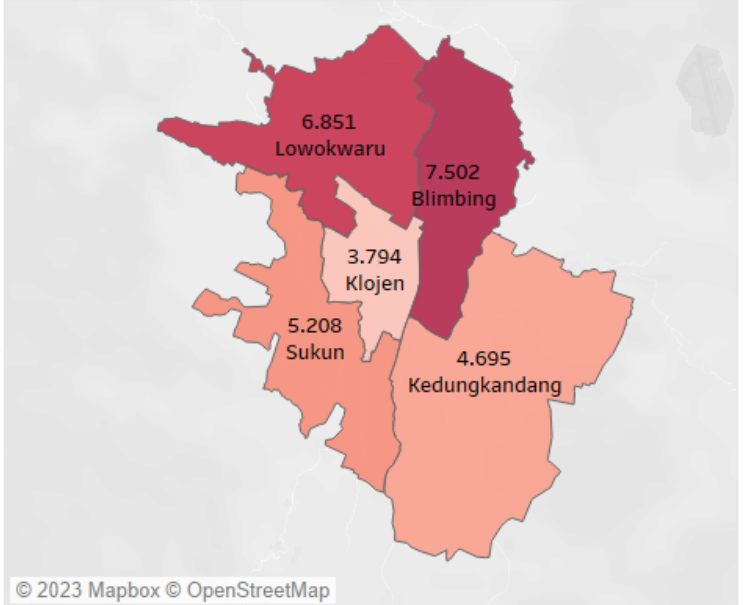 6.851
Lowokwaru
7.502
Blimbing
3.794
Klojen
5.208
Sukun
4.695
Kedungkandang
© 2023 Mapbox © OpenStreetMap